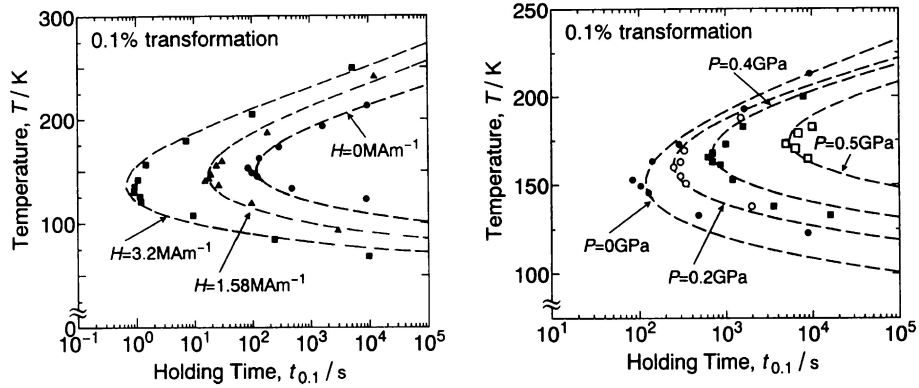 300
0.1% transformation
200
100
0
Temperature, T / K
H=0MAm⁻¹
H=3.2MAm⁻¹
H=1.58MAm⁻¹
10⁻¹ 10⁰ 10¹ 10² 10³ 10⁴ 10⁵
Holding Time, t0.1 / s
250
0.1% transformation
200
150
100
Temperature, T / K
P=0.4GPa
P=0.5GPa
P=0GPa
P=0.2GPa
10¹ 10² 10³ 10⁴ 10⁵
Holding Time, t0.1 / s